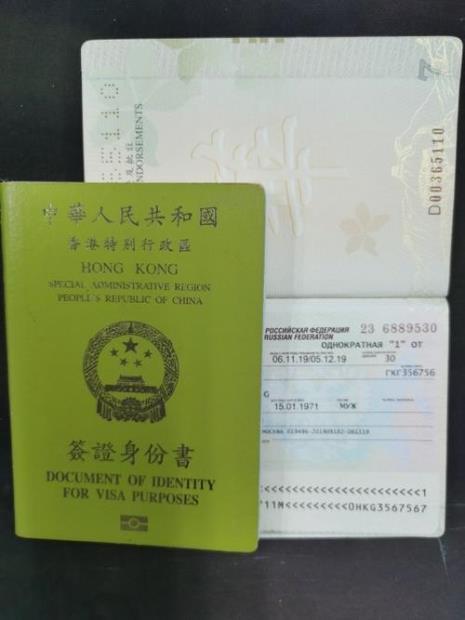 7
D00365110
ENDORSEMENTS
中華人民共和國
香港特別行政區
HONG KONG
SPECIAL ADMINISTRATIVE REGION
PEOPLE'S REPUBLIC OF CHINA
簽證身份書
DOCUMENT OF IDENTITY
FOR VISA PURPOSES
РОССИЙСКАЯ ФЕДЕРАЦИЯ
RUSSIAN FEDERATION
23 6889530
ОДНОКРАТНАЯ "1" ОТ
06.11.19/05.12.19
30
ГКГ356756
G
15.01.1971
МУЖ
<<<<<<<<<<<<<<<<<<<<<<1
11M<<<<<<<<<0HKG3567567